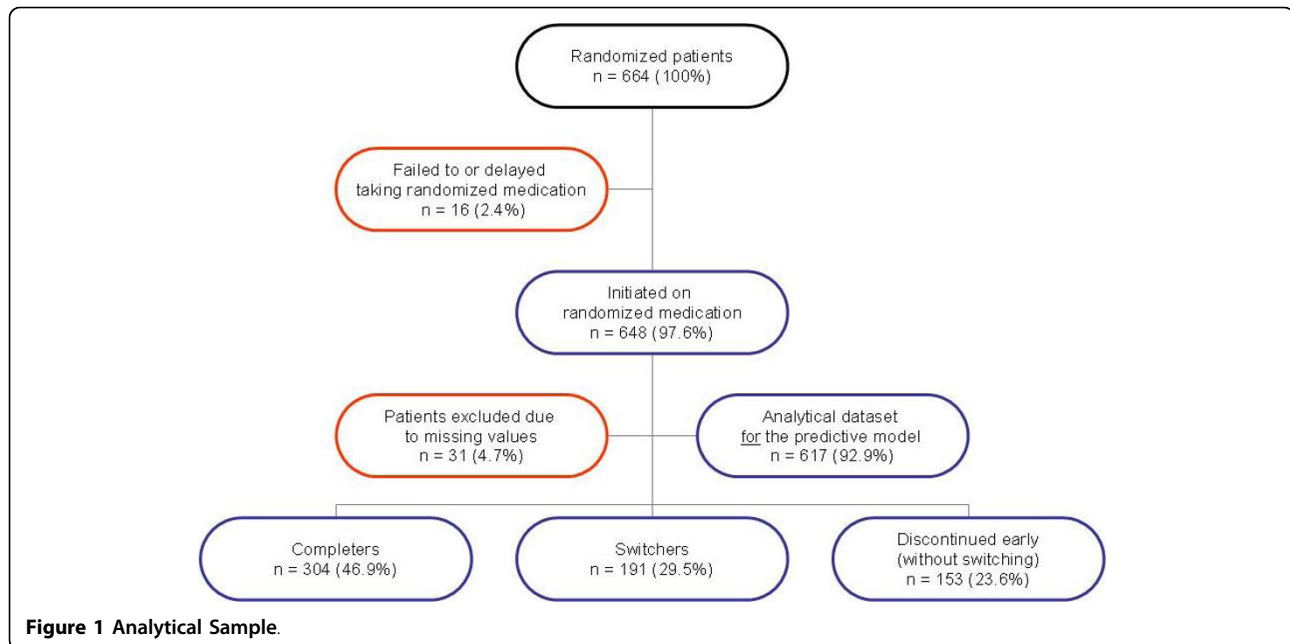 Randomized patients
n = 664 (100%)
Failed to or delayed
taking randomized medication
n = 16 (2.4%)
Initiated on
randomized medication
n = 648 (97.6%)
Patients excluded due
to missing values
n = 31 (4.7%)
Analytical dataset
for the predictive model
n = 617 (92.9%)
Completers
n = 304 (46.9%)
Switchers
n = 191 (29.5%)
Discontinued early
(without switching)
n = 153 (23.6%)
Figure 1 Analytical Sample.